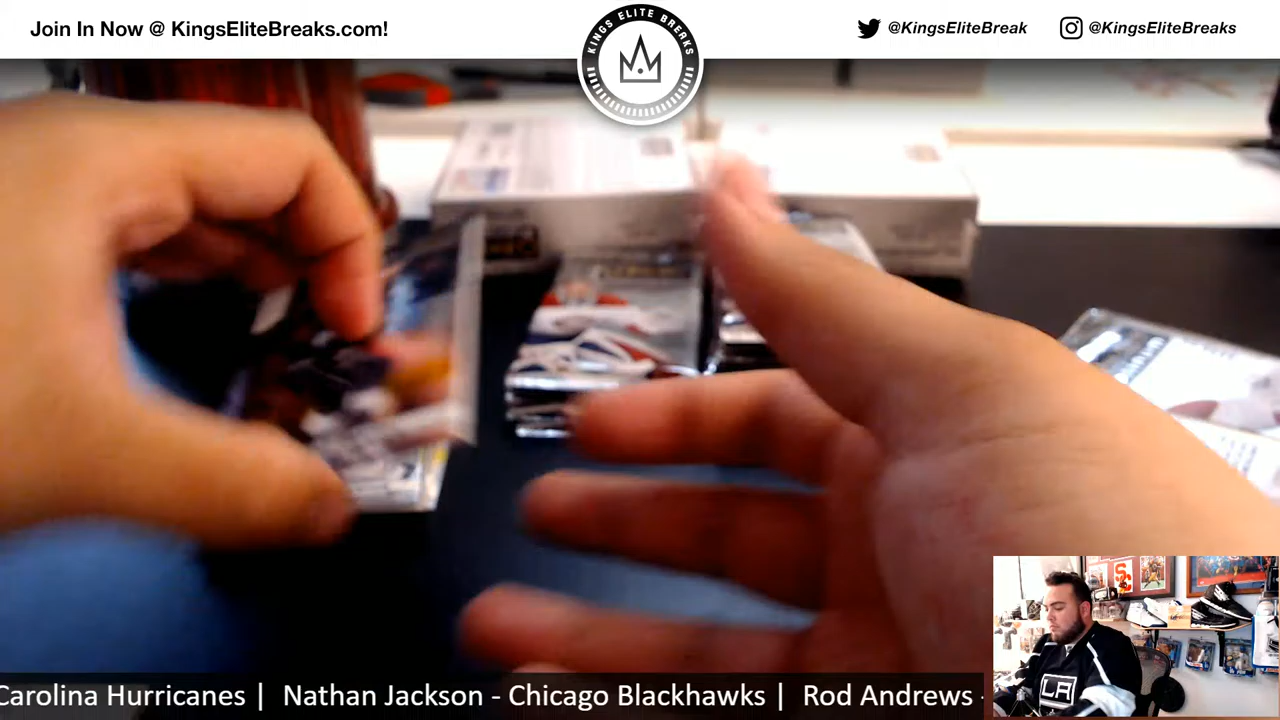 Join In Now @ KingsEliteBreaks.com!
KINGS ELITE BREAKS
@KingsEliteBreak
@KingsEliteBreaks
LA
Carolina Hurricanes | Nathan Jackson - Chicago Blackhawks | Rod Andrews -